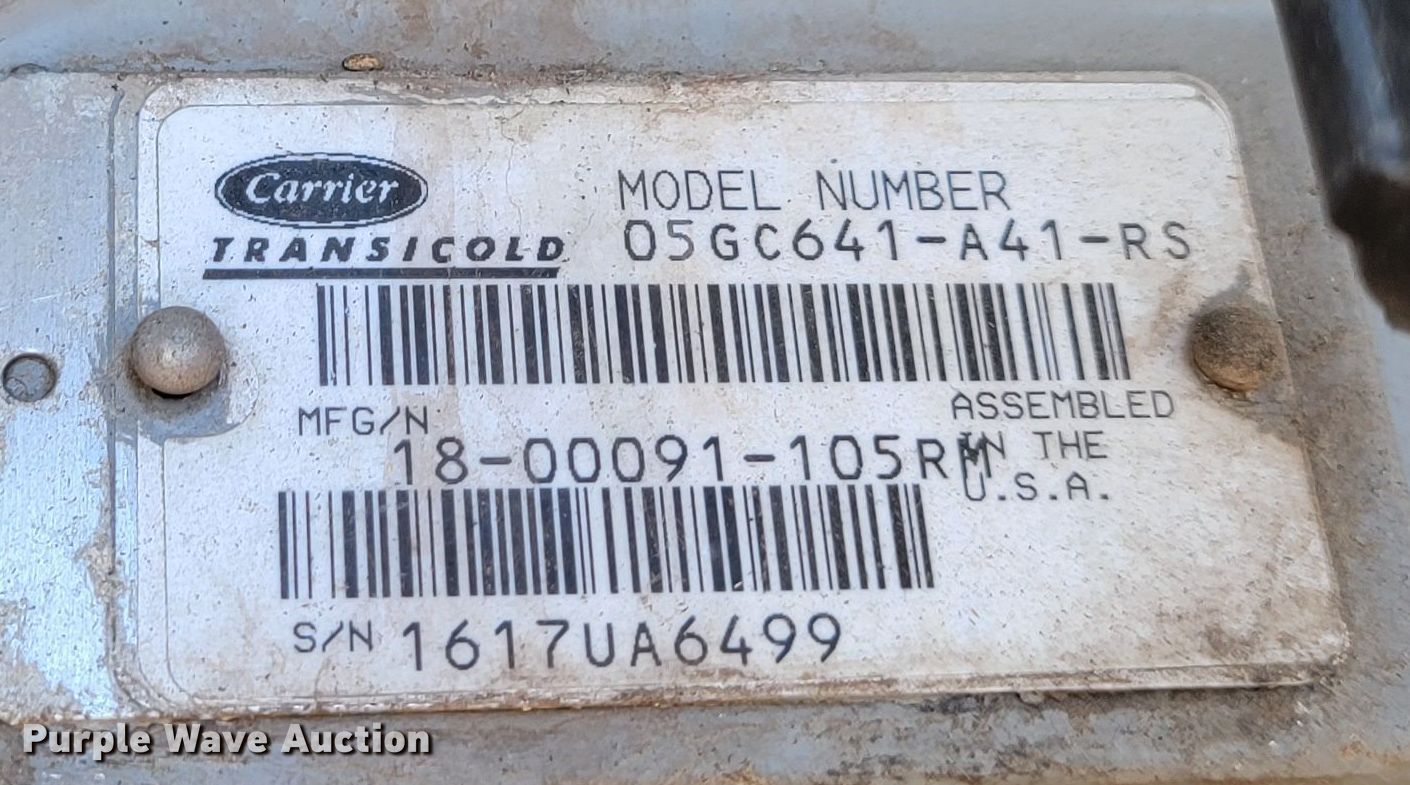 Carrier
TRANSICOLD
MODEL NUMBER
05GC641-A41-RS
MFG/N
18-00091-105RM
ASSEMBLED
IN THE
U.S.A.
S/N 1617UA6499
Purple Wave Auction